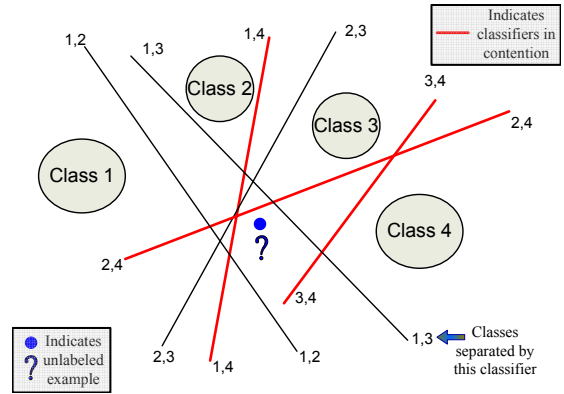 1,2
1,3
1,4
2,3
Indicates
classifiers in
contention
Class 2
3,4
Class 3
2,4
Class 1
Class 4
?
2,4
3,4
Indicates
? unlabeled
example
2,3
1,4
1,2
1,3
Classes
separated by
this classifier